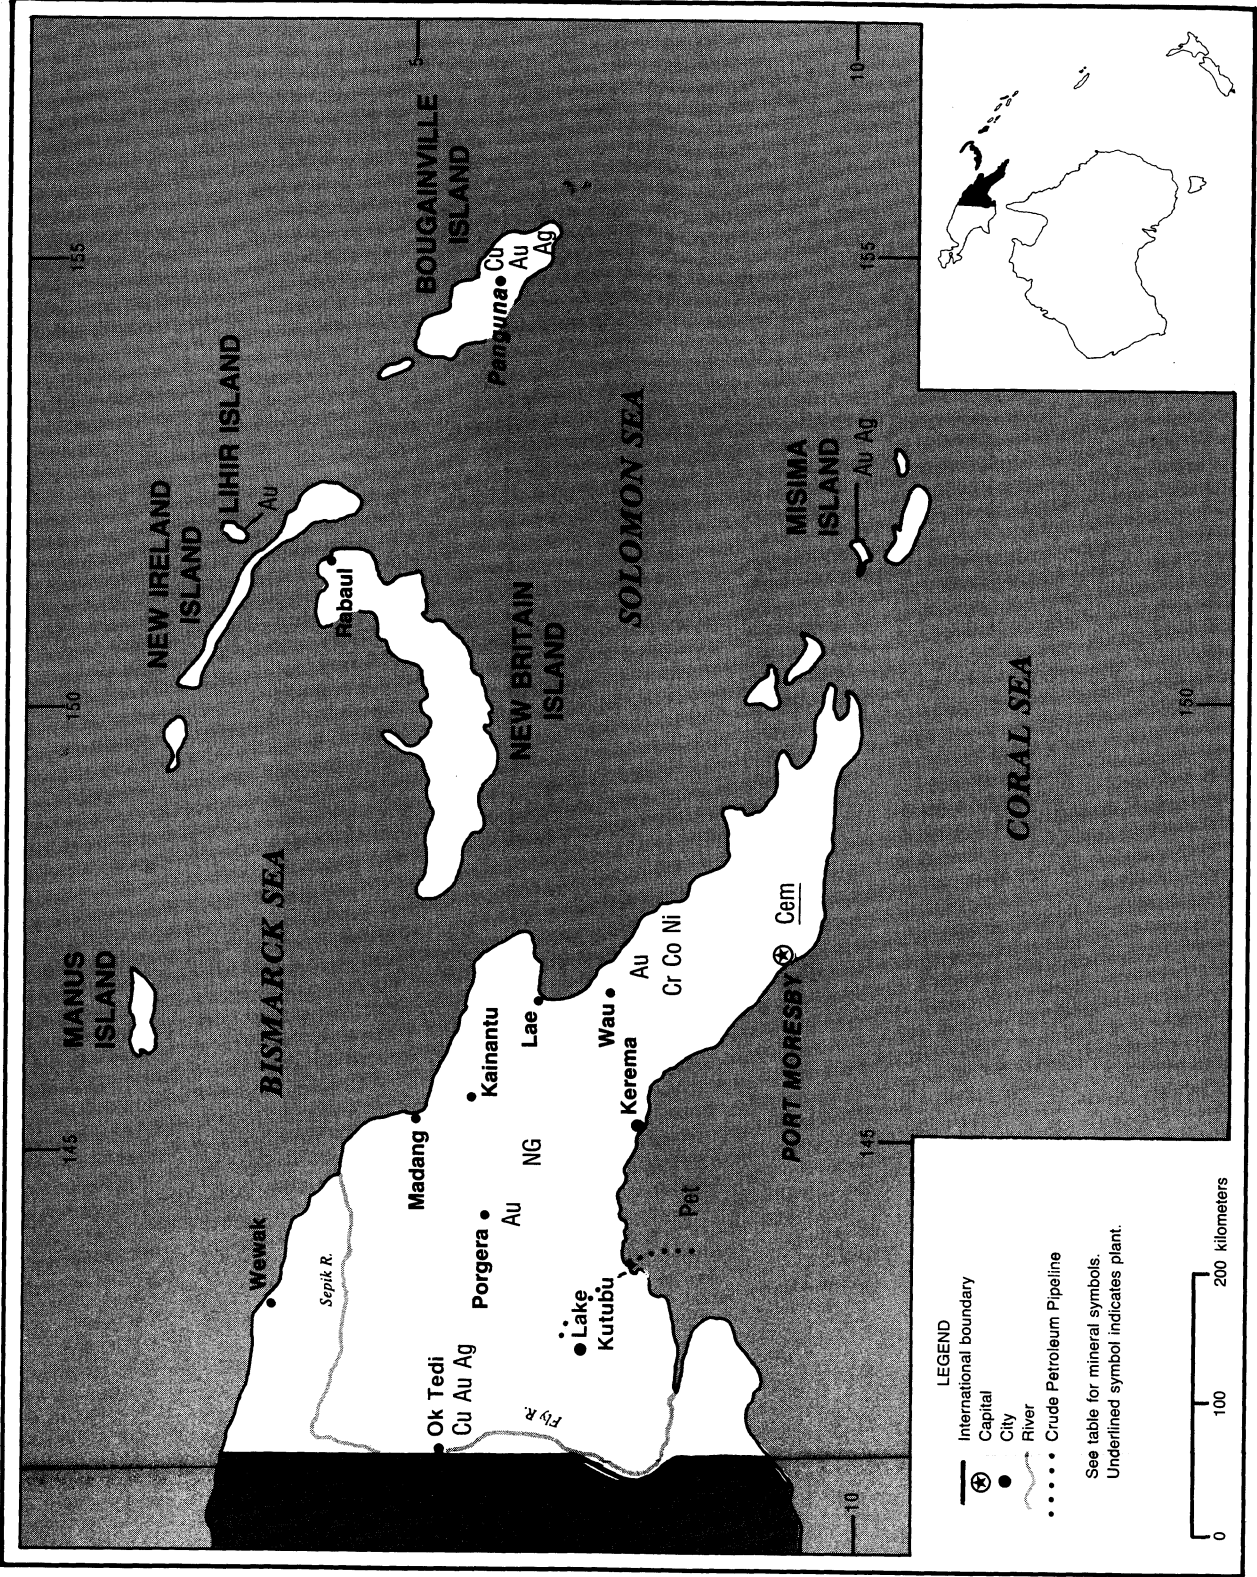 MANUS
ISLAND
NEW IRELAND
ISLAND
LIHIR ISLAND
Au
BISMARCK SEA
145
150
155
5
10
Wewak
Sepik R.
Rabaul
NEW BRITAIN
ISLAND
BOUGAINVILLE
ISLAND
Panguna
Cu
Au
Ag
Madang
Kainantu
Ok Tedi
Cu Au Ag
Porgera
Au
NG
Lae
Fly R.
Lake
Kutubu
Wau
Kerema
Au
Cr Co Ni
SOLOMON SEA
Pet
PORT MORESBY
Cem
MISIMA
ISLAND
Au Ag
10
145
150
155
CORAL SEA
LEGEND
International boundary
Capital
City
River
Crude Petroleum Pipeline
See table for mineral symbols.
Underlined symbol indicates plant.
0 100 200 kilometers